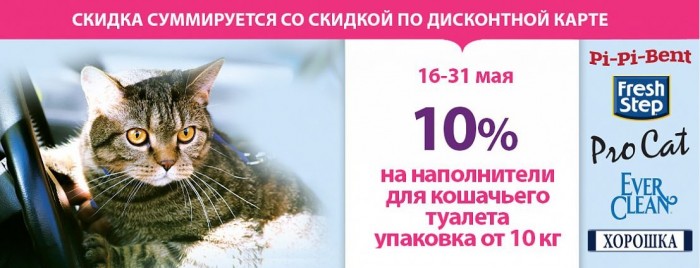 СКИДКА СУММИРУЕТСЯ СО СКИДКОЙ ПО ДИСКОНТНОЙ КАРТЕ
16-31 мая
10%
на наполнители
для кошачьего
туалета
упаковка от 10 кг
Pi-Pi-Bent
Fresh
Step
Pro Cat
EVER
CLEAN
ХОРОШКА